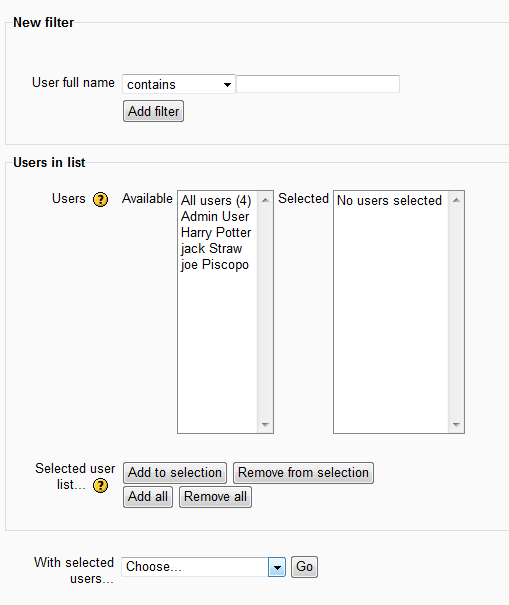 New filter
User full name contains
Add filter
Users in list
Users ? Available All users (4) Selected No users selected
Admin User
Harry Potter
jack Straw
joe Piscopo
Selected user Add to selection Remove from selection
list... ? Add all Remove all
With selected Choose... Go
users...